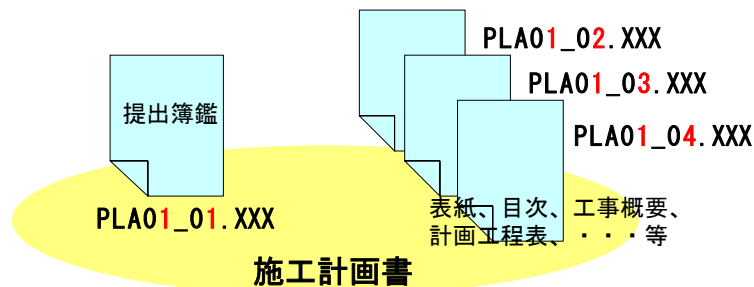 PLA01_02.XXX
PLA01_03.XXX
提出簿鑑
PLA01_04.XXX
PLA01_01.XXX
表紙、目次、工事概要、
計画工程表、・・・等
施工計画書